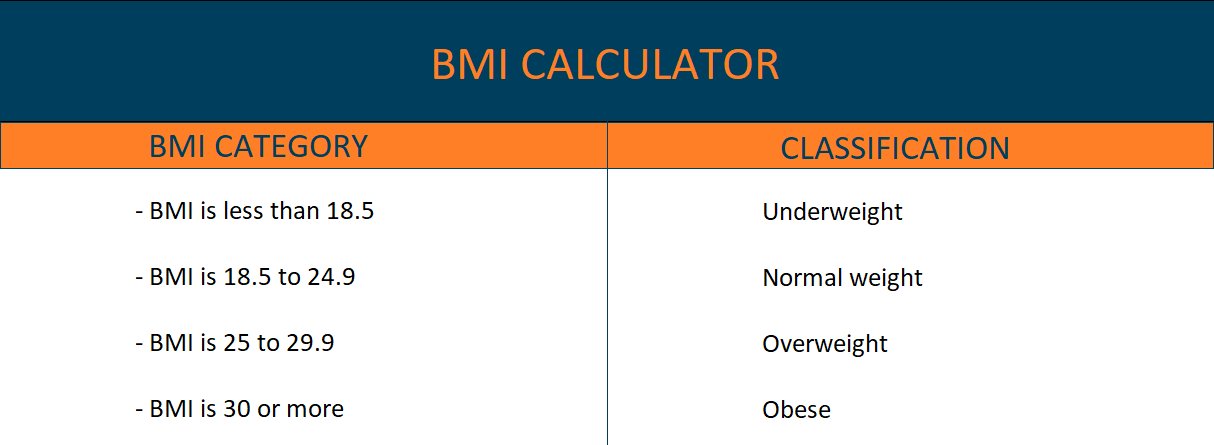 BMI CALCULATOR
BMI CATEGORY CLASSIFICATION
- BMI is less than 18.5 Underweight
- BMI is 18.5 to 24.9 Normal weight
- BMI is 25 to 29.9 Overweight
- BMI is 30 or more Obese